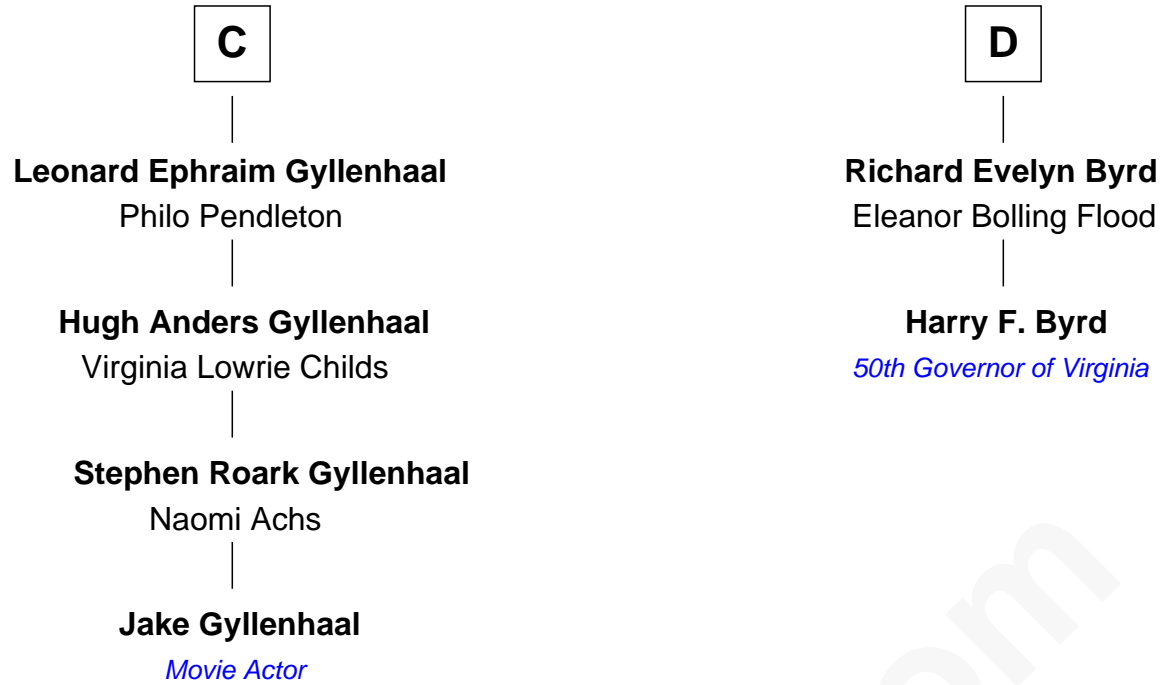 C
Leonard Ephraim Gyllenhaal
Philo Pendleton
Hugh Anders Gyllenhaal
Virginia Lowrie Childs
Stephen Roark Gyllenhaal
Naomi Achs
Jake Gyllenhaal
Movie Actor
D
Richard Evelyn Byrd
Eleanor Bolling Flood
Harry F. Byrd
50th Governor of Virginia
om